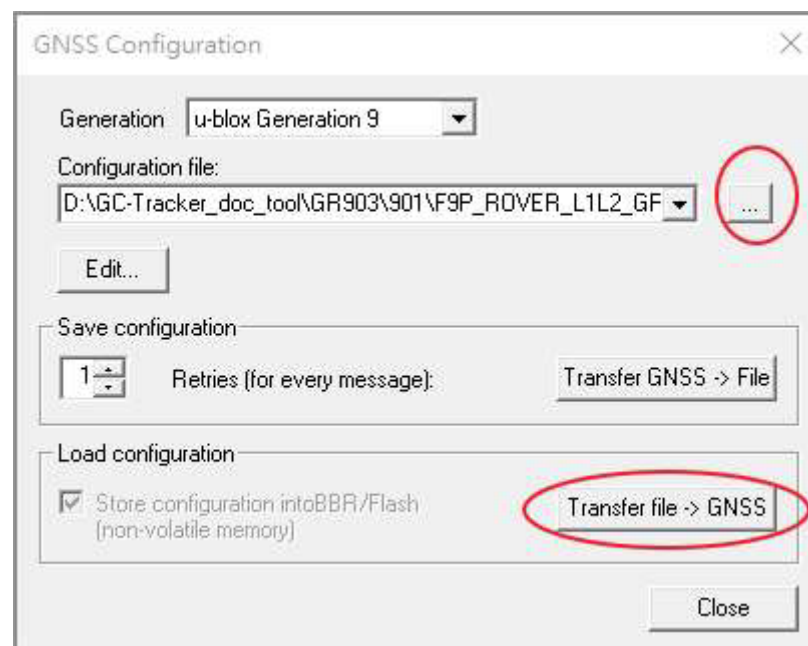 GNSS Configuration
Generation u-blox Generation 9
Configuration file:
D:\GC-Tracker_doc_tool\GR903\901\F9P_ROVER_L1L2_GF ...
Edit...
Save configuration
1 Retries (for every message): Transfer GNSS -> File
Load configuration
Store configuration intoBBR/Flash
(non-volatile memory)
Transfer file -> GNSS
Close